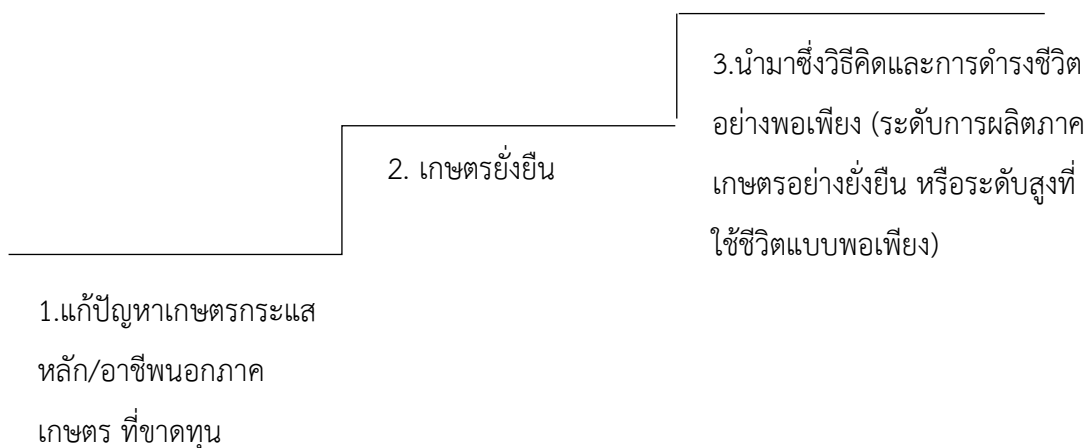 1.แก้ปัญหาเกษตรกระแส
หลัก/อาชีพนอกภาค
เกษตร ที่ขาดทุน
2. เกษตรยั่งยืน
3.นำมาซึ่งวิธีคิดและการดำรงชีวิต
อย่างพอเพียง (ระดับการผลิตภาค
เกษตรอย่างยั่งยืน หรือระดับสูงที่
ใช้ชีวิตแบบพอเพียง)